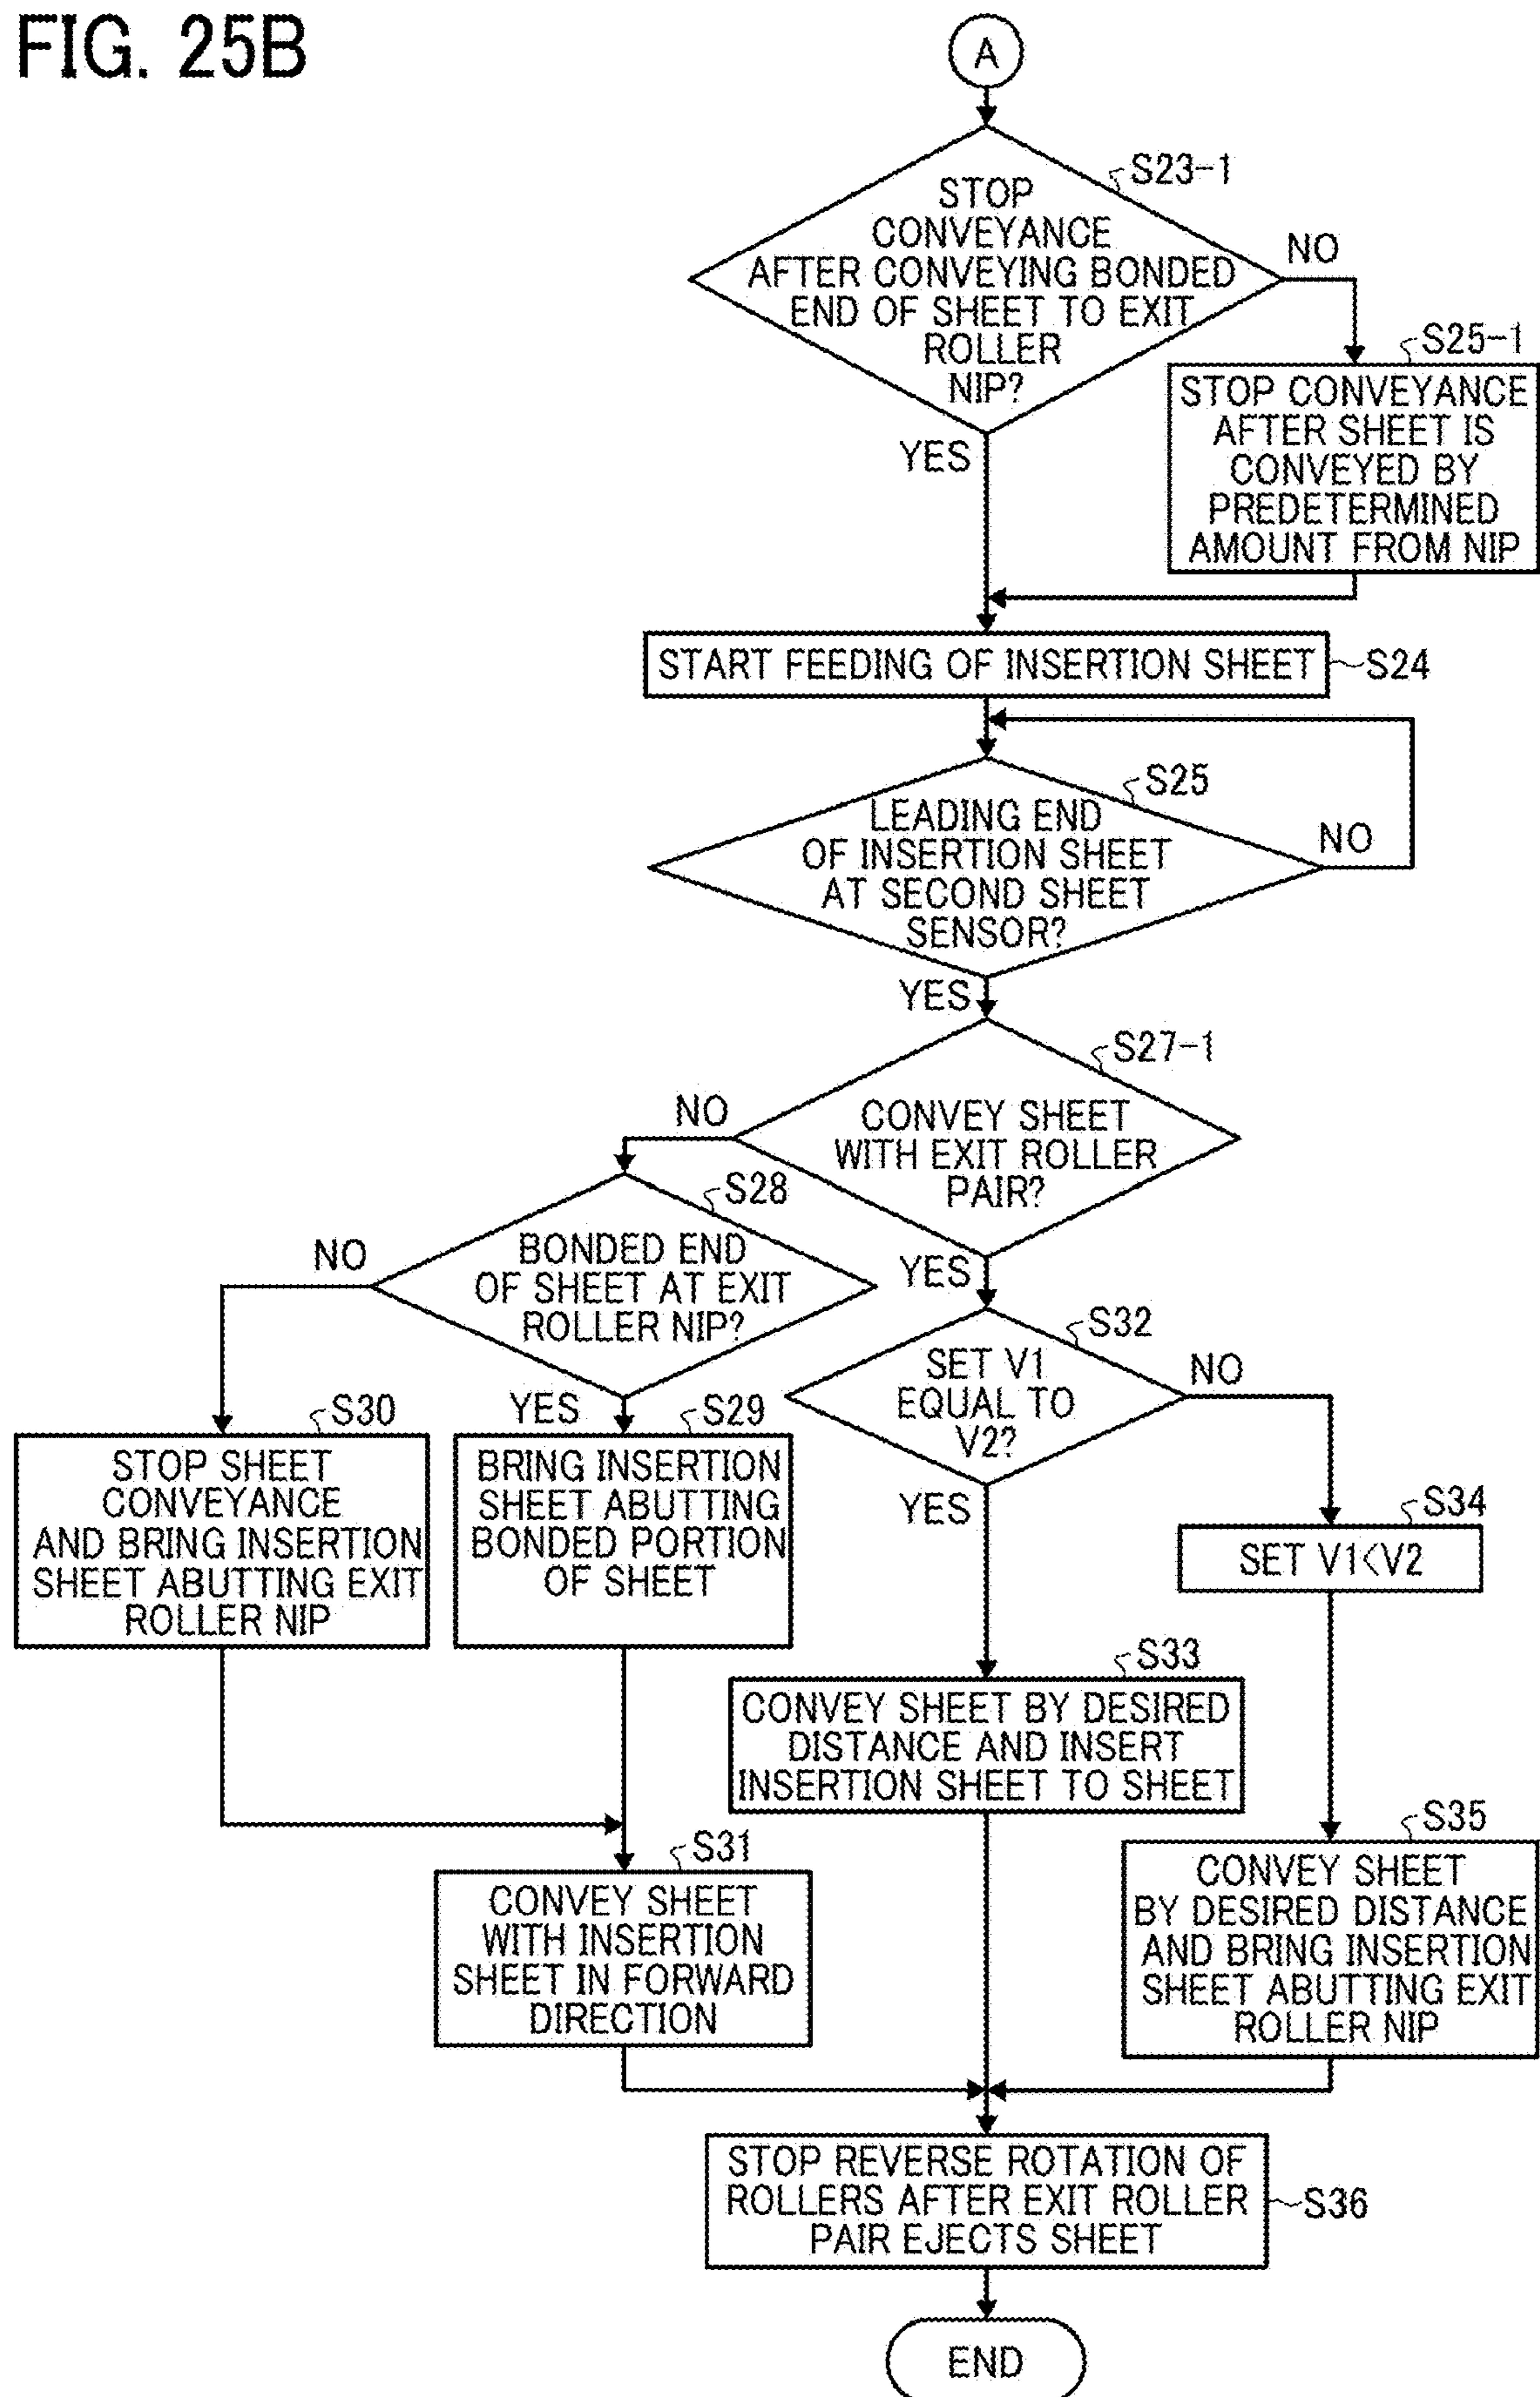 FIG. 25B
A
S23-1
STOP
CONVEYANCE
AFTER CONVEYING BONDED
END OF SHEET TO EXIT
ROLLER
NIP?
NO
YES
S25-1
STOP CONVEYANCE
AFTER SHEET IS
CONVEYED BY
PREDETERMINED
AMOUNT FROM NIP
START FEEDING OF INSERTION SHEET
S24
S25
LEADING END
OF INSERTION SHEET
AT SECOND SHEET
SENSOR?
NO
YES
S27-1
CONVEY SHEET
WITH EXIT ROLLER
PAIR?
NO
YES
S28
BONDED END
OF SHEET AT EXIT
ROLLER NIP?
NO
YES
S32
SET V1
EQUAL TO
V2?
NO
YES
S30
STOP SHEET
CONVEYANCE
AND BRING INSERTION
SHEET ABUTTING EXIT
ROLLER NIP
S29
BRING INSERTION
SHEET ABUTTING
BONDED PORTION
OF SHEET
S34
SET V1<V2
S33
CONVEY SHEET BY DESIRED
DISTANCE AND INSERT
INSERTION SHEET TO SHEET
S31
CONVEY SHEET
WITH INSERTION
SHEET IN FORWARD
DIRECTION
S35
CONVEY SHEET
BY DESIRED DISTANCE
AND BRING INSERTION
SHEET ABUTTING EXIT
ROLLER NIP
STOP REVERSE ROTATION OF
ROLLERS AFTER EXIT ROLLER
PAIR EJECTS SHEET
S36
END